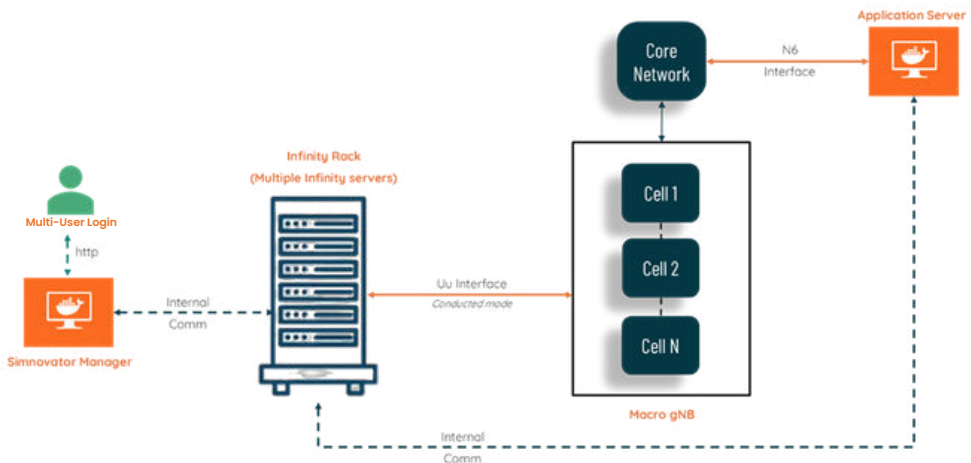 Application Server
Core
Network
N6
Interface
Infinity Rack
(Multiple Infinity servers)
Multi-User Login
http
Cell 1
Cell 2
Cell N
Uu Interface
Conducted mode
Internal
Comm
Simnovator Manager
Macro gNB
Internal
Comm